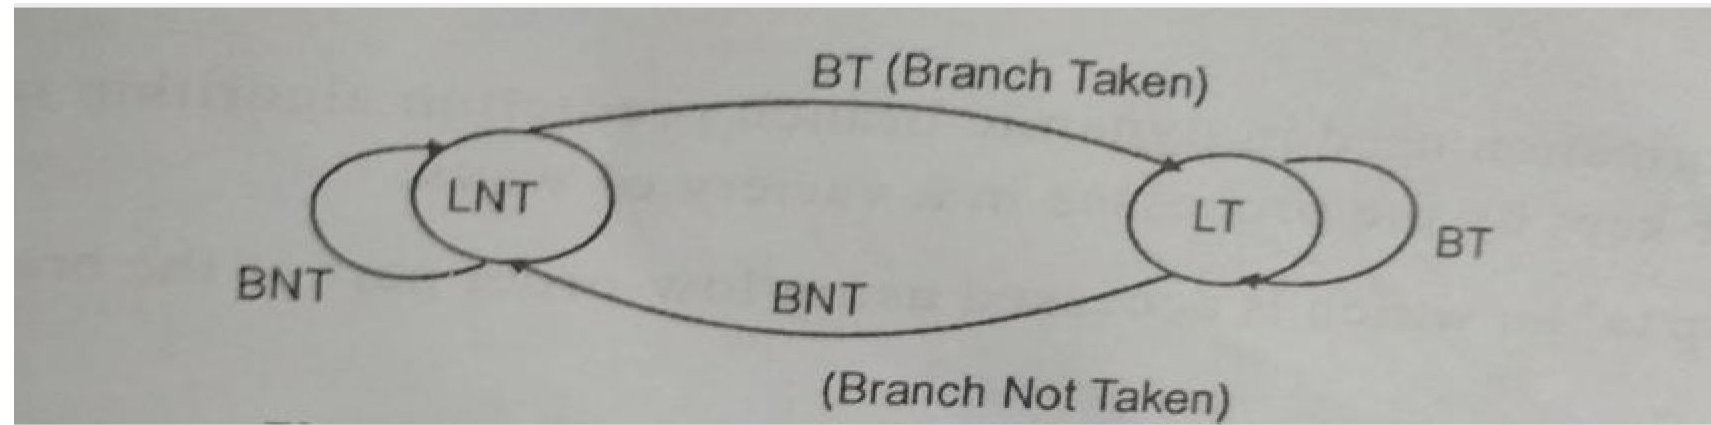 BT (Branch Taken)
LNT
LT
BT
BNT
BNT
(Branch Not Taken)